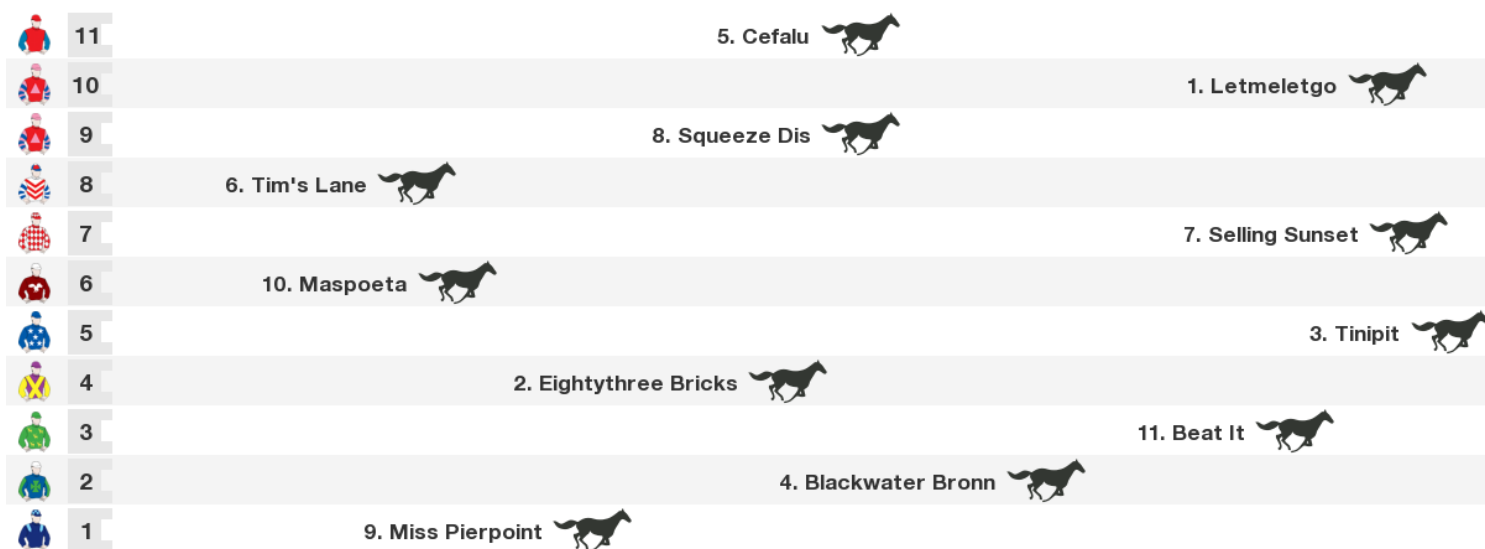 11 5. Cefalu
10 1. Letmeletgo
9 8. Squeeze Dis
8 6. Tim's Lane
7 7. Selling Sunset
6 10. Maspoeta
5 3. Tinipit
4 2. Eightythree Bricks
3 11. Beat It
2 4. Blackwater Bronn
1 9. Miss Pierpoint